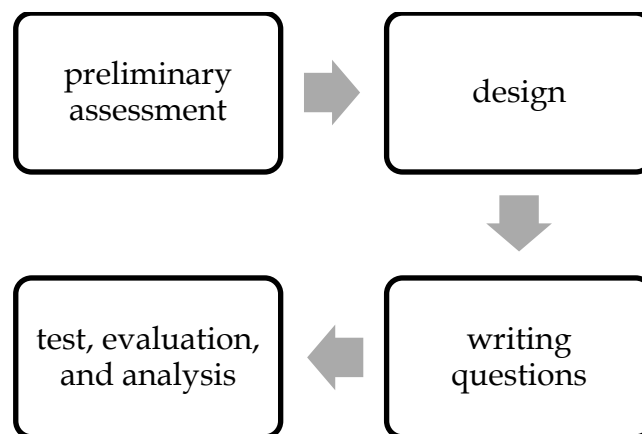 preliminary
assessment
design
writing
questions
test, evaluation,
and analysis